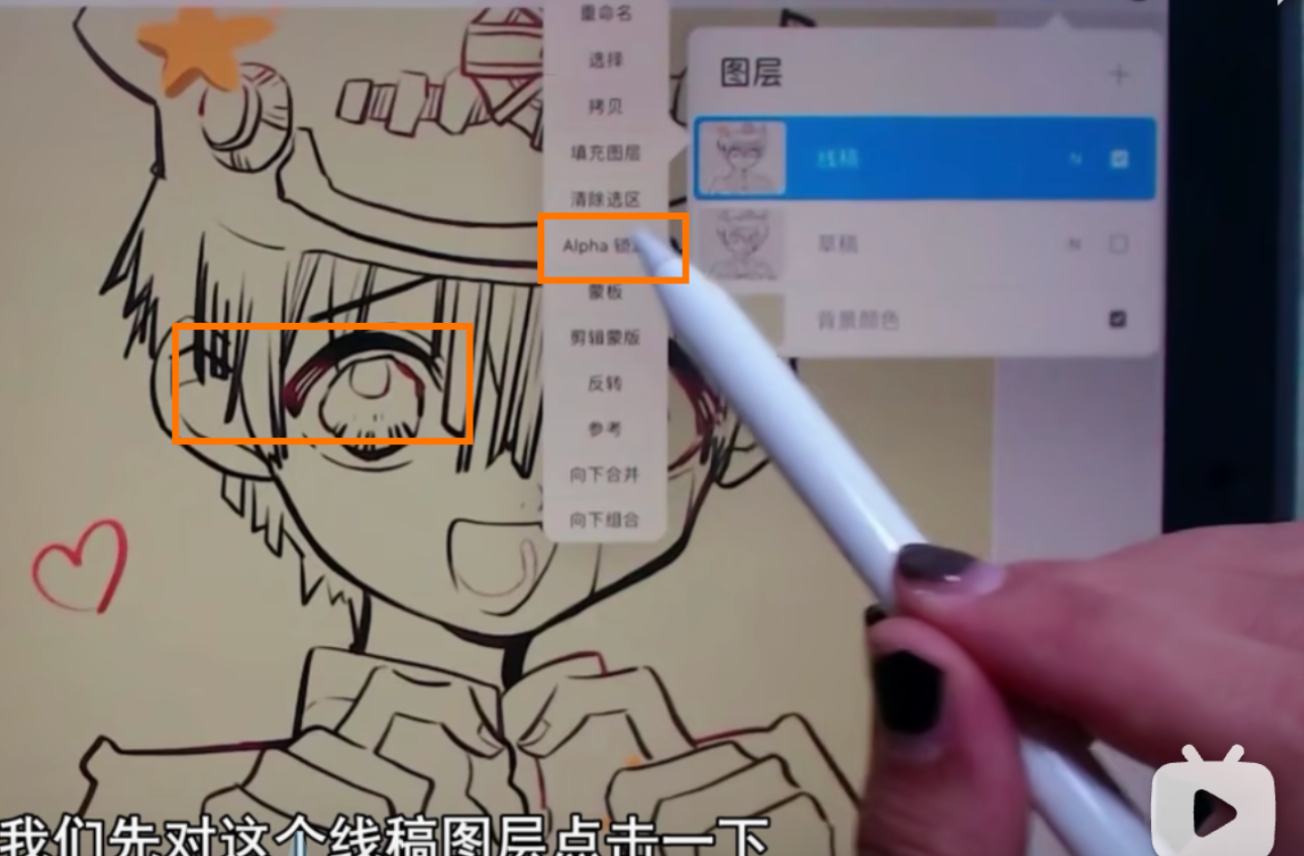 重命名
选择
拷贝
填充图层
清除选区
Alpha 锁
蒙板
剪辑蒙版
反转
参考
向下合并
向下组合
图层
+
线稿
N
草稿
N
背景颜色
我们先对这个线稿图层点击一下